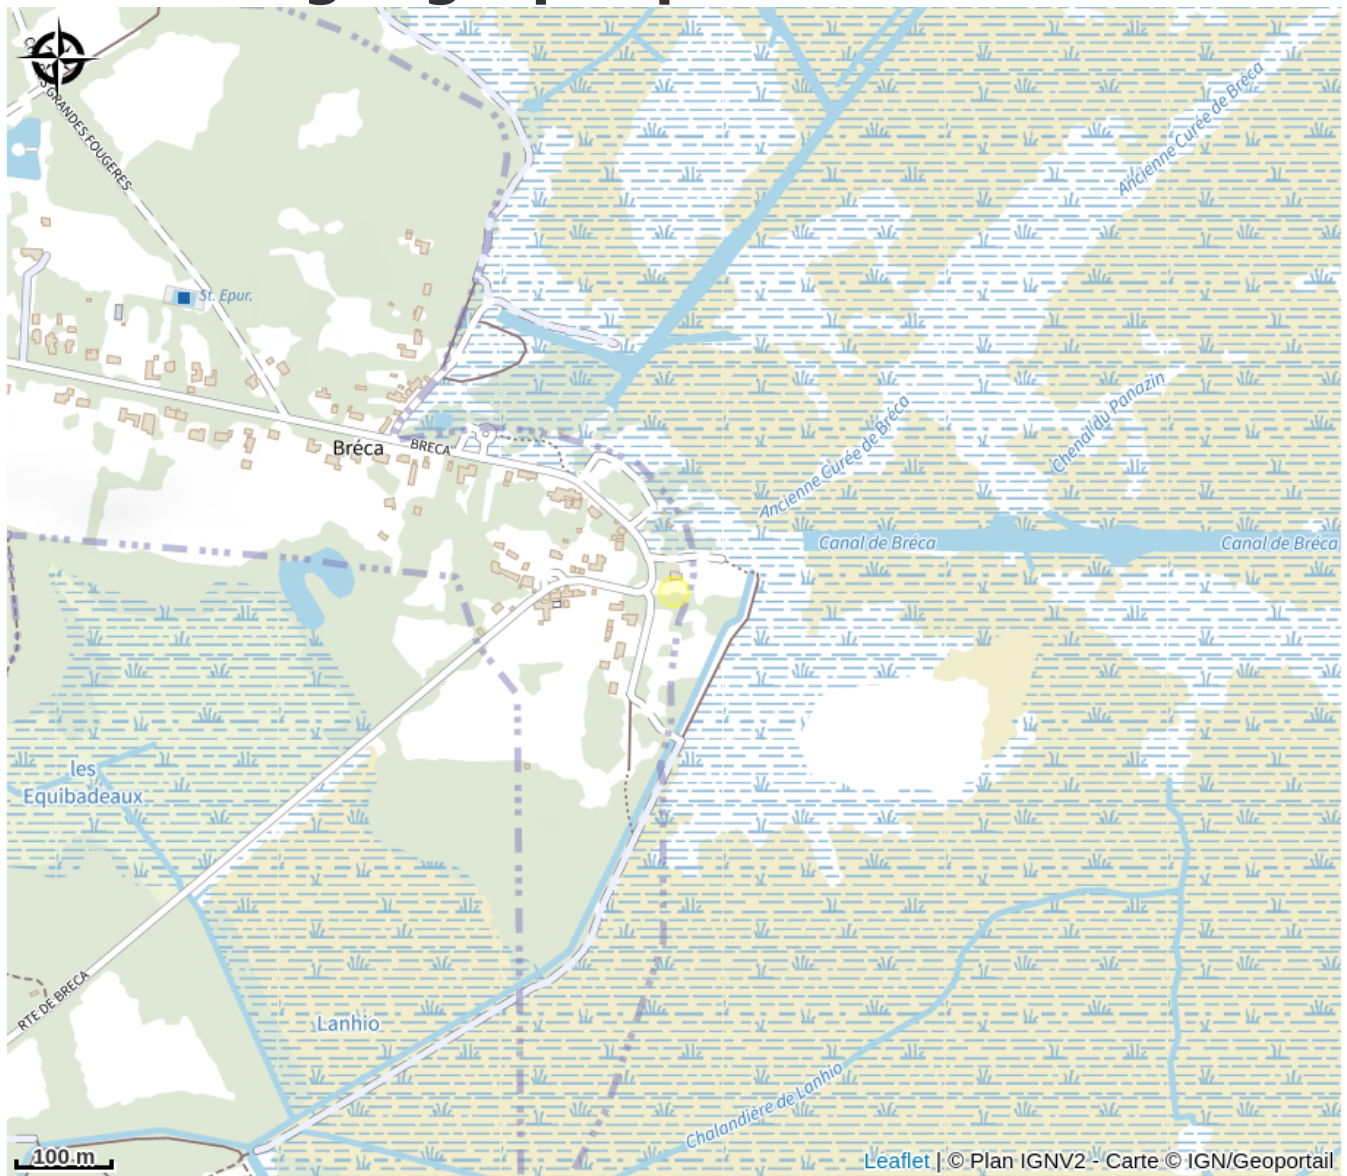 GRANDES FOUGERES
Ancienne Curée de Bréca
St. Epur.
Chenal du Panazin
Bréca
BRECA
Ancienne Curée de Bréca
Canal de Bréca
Canal de Bréca
les
Equibadeaux
RTE DE BRECA
Lanhio
Chalandière de Lanhio
100 m
Leaflet | © Plan IGNV2 - Carte © IGN/Geoportail